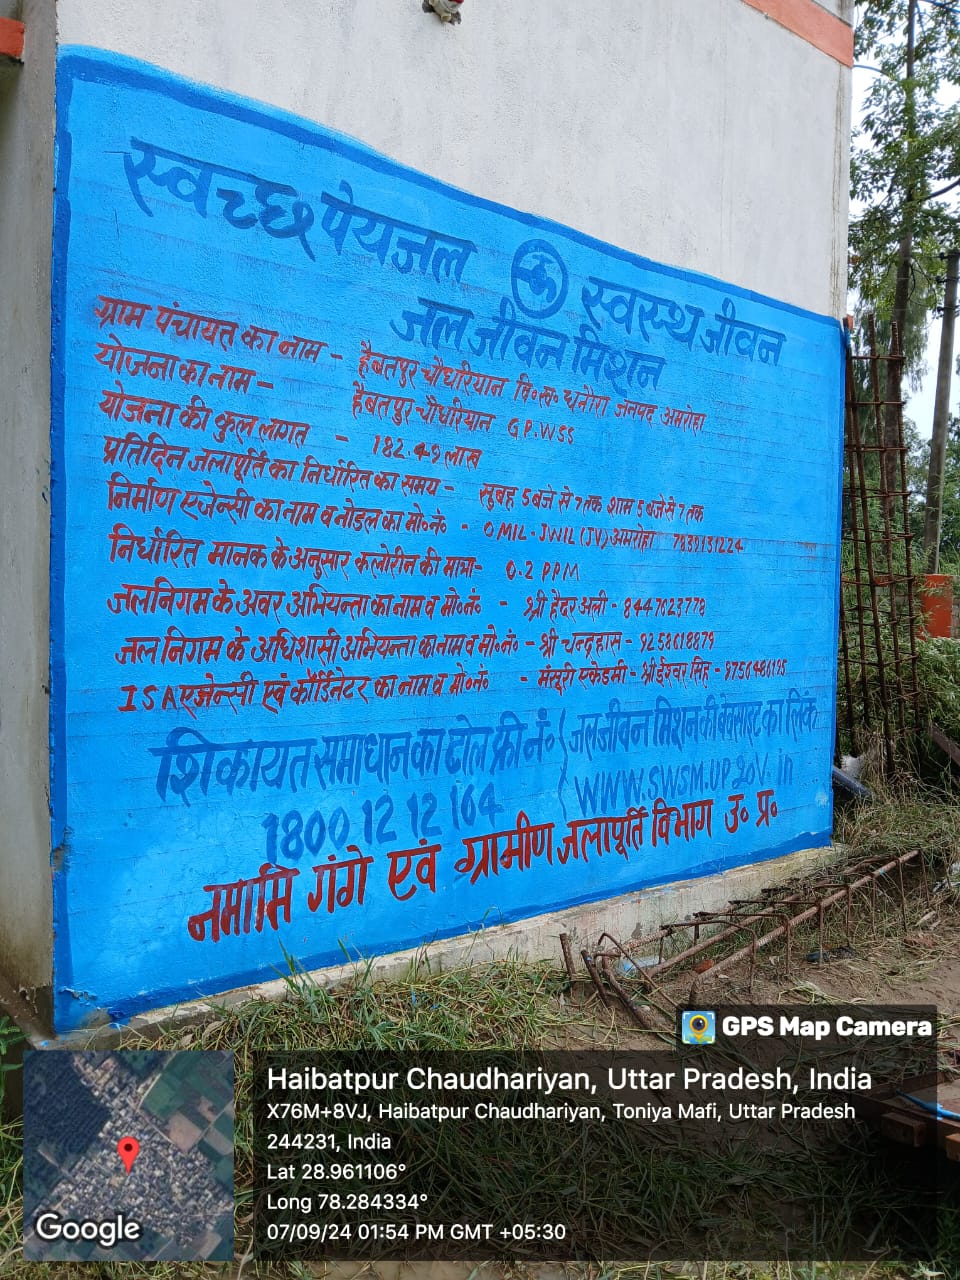 स्वच्छ पेयजल स्वस्थ जीवन
जल जीवन मिशन
ग्राम पंचायत का नाम - हैबतपुर चौधरियान वि०ख० धनौरा जनपद अमरोहा
योजना का नाम - हैबतपुर चौधरियान GP.WSS
योजना की कुल लागत - 182.49 लाख
प्रतिदिन जलापूर्ति का निर्धारित का समय - सुबह 5 बजे से 7 तक शाम 5 बजे से 7 तक
निर्माण एजेन्सी का नाम व नोडल का मो०नं० - OMIL-JWIL (JV) अमरोहा
निर्धारित मानक के अनुसार कलोरीन की मात्रा- 0.2 PPM
जलनिगम के अवर अभियन्ता का नाम व मो०नं० - श्री हैदर अली - 8447623778
जल निगम के अधिशासी अभियन्ता का नाम व मो०नं० - श्री चन्द्रहास - 9258618879
ISA एजेन्सी एवं कॉर्डिनेटर का नाम व मो०नं० - मंसूरी एकेडमी - श्री ईश्वर सिंह -
शिकायत समाधान का टोल फ्री नं० जल जीवन मिशन की वेबसाइट का लिंक
1800 12 12 164 WWW.SWSM.UP gov. in
नमामि गंगे एवं ग्रामीण जलापूर्ति विभाग उ० प्र०
GPS Map Camera
Haibatpur Chaudhariyan, Uttar Pradesh, India
X76M+8VJ, Haibatpur Chaudhariyan, Toniya Mafi, Uttar Pradesh
244231, India
Lat 28.961106°
Long 78.284334°
07/09/24 01:54 PM GMT +05:30
Google